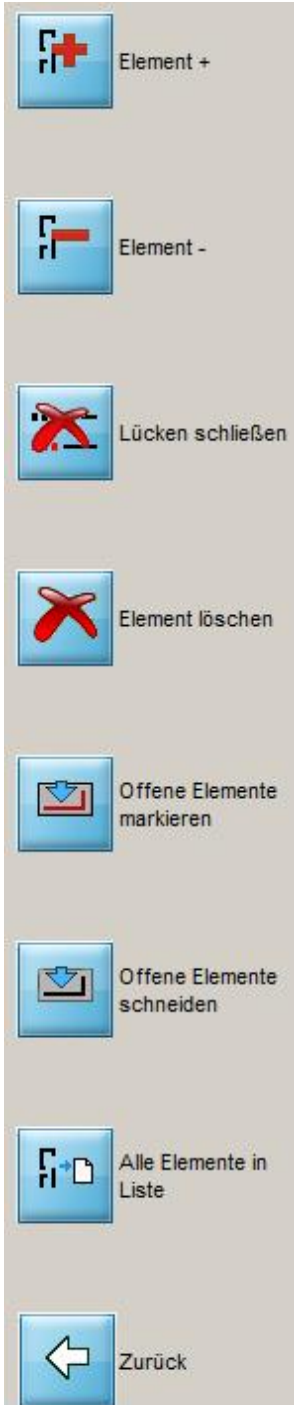 Element +
Element -
Lücken schließen
Element löschen
Offene Elemente
markieren
Offene Elemente
schneiden
Alle Elemente in
Liste
Zurück